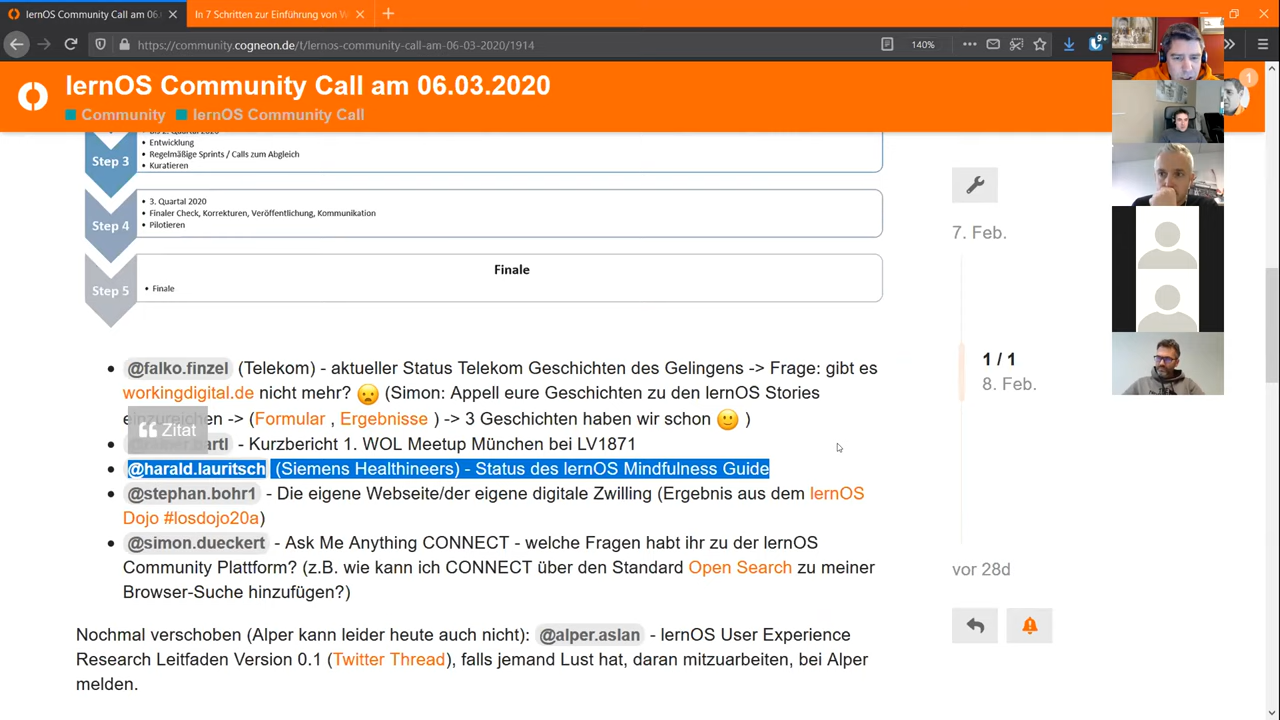 lernOS Community Call am 06.
In 7 Schritten zur Einführung von W
https://community.cogneon.de/t/lernos-community-call-am-06-03-2020/1914
140%
9+
lernOS Community Call am 06.03.2020
1
Community lernOS Community Call
Step 3
Entwicklung
Regelmäßige Sprints / Calls zum Abgleich
Kuratieren
Step 4
3. Quartal 2020
Finaler Check, Korrekturen, Veröffentlichung, Kommunikation
Pilotieren
Finale
Step 5
Finale
7. Feb.
1 / 1
8. Feb.
vor 28d
@falko.finzel (Telekom) - aktueller Status Telekom Geschichten des Gelingens -> Frage: gibt es
workingdigital.de nicht mehr? (Simon: Appell eure Geschichten zu den lernOS Stories
einzureichen -> (Formular , Ergebnisse ) -> 3 Geschichten haben wir schon )
Zitat
- Kurzbericht 1. WOL Meetup München bei LV1871
@harald.lauritsch (Siemens Healthineers) - Status des lernOS Mindfulness Guide
@stephan.bohr1 - Die eigene Webseite/der eigene digitale Zwilling (Ergebnis aus dem lernOS
Dojo #losdojo20a)
@simon.dueckert - Ask Me Anything CONNECT - welche Fragen habt ihr zu der lernOS
Community Plattform? (z.B. wie kann ich CONNECT über den Standard Open Search zu meiner
Browser-Suche hinzufügen?)
Nochmal verschoben (Alper kann leider heute auch nicht): @alper.aslan - lernOS User Experience
Research Leitfaden Version 0.1 (Twitter Thread), falls jemand Lust hat, daran mitzuarbeiten, bei Alper
melden.